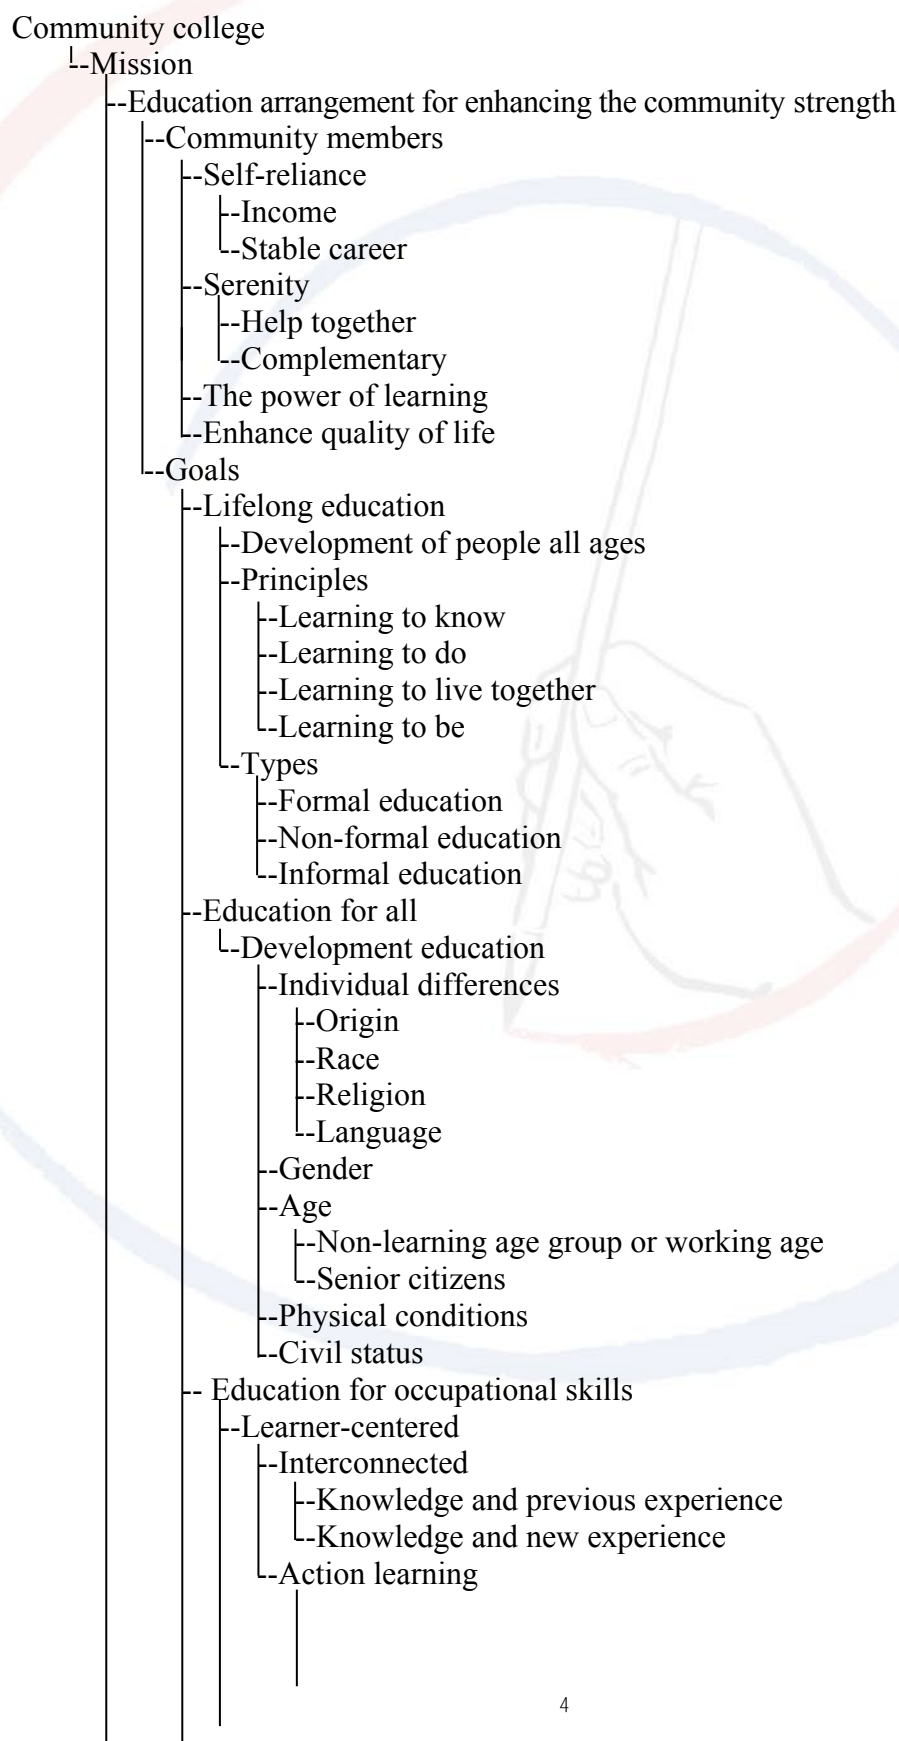 Community college
--Mission
--Education arrangement for enhancing the community strength
--Community members
--Self-reliance
--Income
--Stable career
--Serenity
--Help together
--Complementary
--The power of learning
--Enhance quality of life
--Goals
--Lifelong education
--Development of people all ages
--Principles
--Learning to know
--Learning to do
--Learning to live together
--Learning to be
--Types
--Formal education
--Non-formal education
--Informal education
--Education for all
--Development education
--Individual differences
--Origin
--Race
--Religion
--Language
--Gender
--Age
--Non-learning age group or working age
--Senior citizens
--Physical conditions
--Civil status
-- Education for occupational skills
--Learner-centered
--Interconnected
--Knowledge and previous experience
--Knowledge and new experience
--Action learning
4